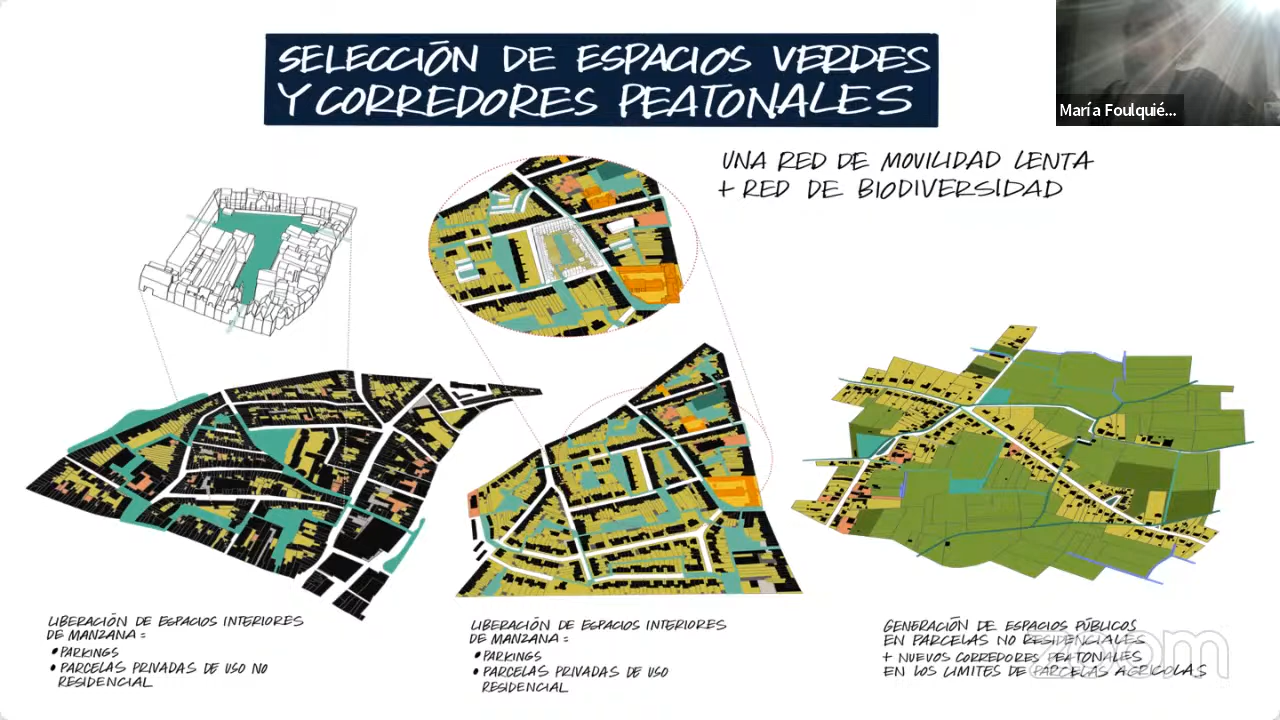 SELECCIÓN DE ESPACIOS VERDES
Y CORREDORES PEATONALES
María Foulquié...
UNA RED DE MOVILIDAD LENTA
+ RED DE BIODIVERSIDAD
LIBERACIÓN DE ESPACIOS INTERIORES
DE MANZANA =
• PARKINGS
• PARCELAS PRIVADAS DE USO NO
RESIDENCIAL
LIBERACIÓN DE ESPACIOS INTERIORES
DE MANZANA =
• PARKINGS
• PARCELAS PRIVADAS DE USO
RESIDENCIAL
GENERACIÓN DE ESPACIOS PÚBLICOS
EN PARCELAS NO RESIDENCIALES
+ NUEVOS CORREDORES PEATONALES
EN LOS LIMITES DE PARCELAS AGRICOLAS
zoom